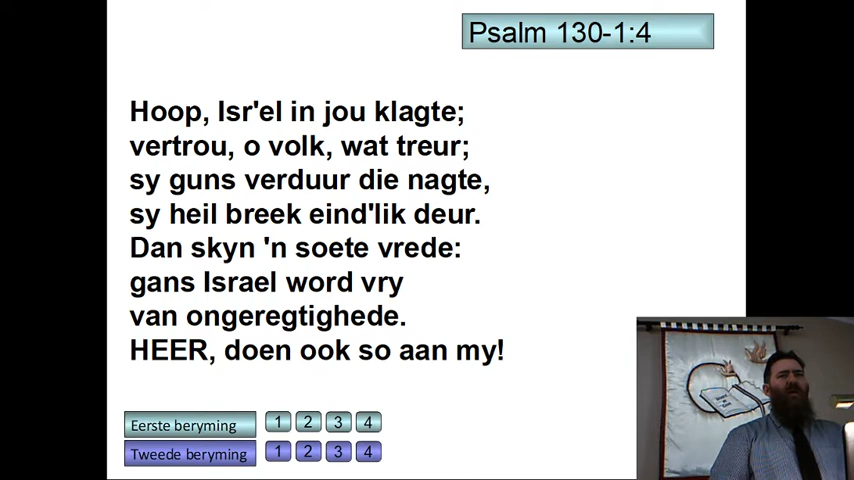 Psalm 130-1:4
Hoop, Isr'el in jou klagte;
vertrou, o volk, wat treur;
sy guns verduur die nagte,
sy heil breek eind'lik deur.
Dan skyn 'n soete vrede:
gans Israel word vry
van ongeregtighede.
HEER, doen ook so aan my!
Eerste beryming 1 2 3 4
Tweede beryming 1 2 3 4